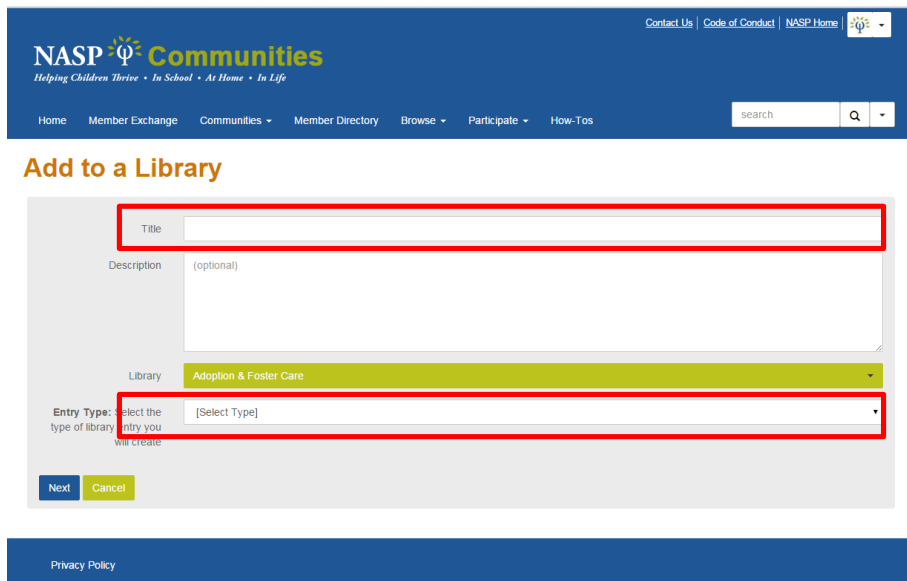 Contact Us | Code of Conduct | NASP Home
NASP Communities
Helping Children Thrive • In School • At Home • In Life
Home Member Exchange Communities Member Directory Browse Participate How-Tos search
Add to a Library
Title
Description (optional)
Library Adoption & Foster Care
Entry Type: Select the [Select Type]
type of library entry you
will create
Next Cancel
Privacy Policy